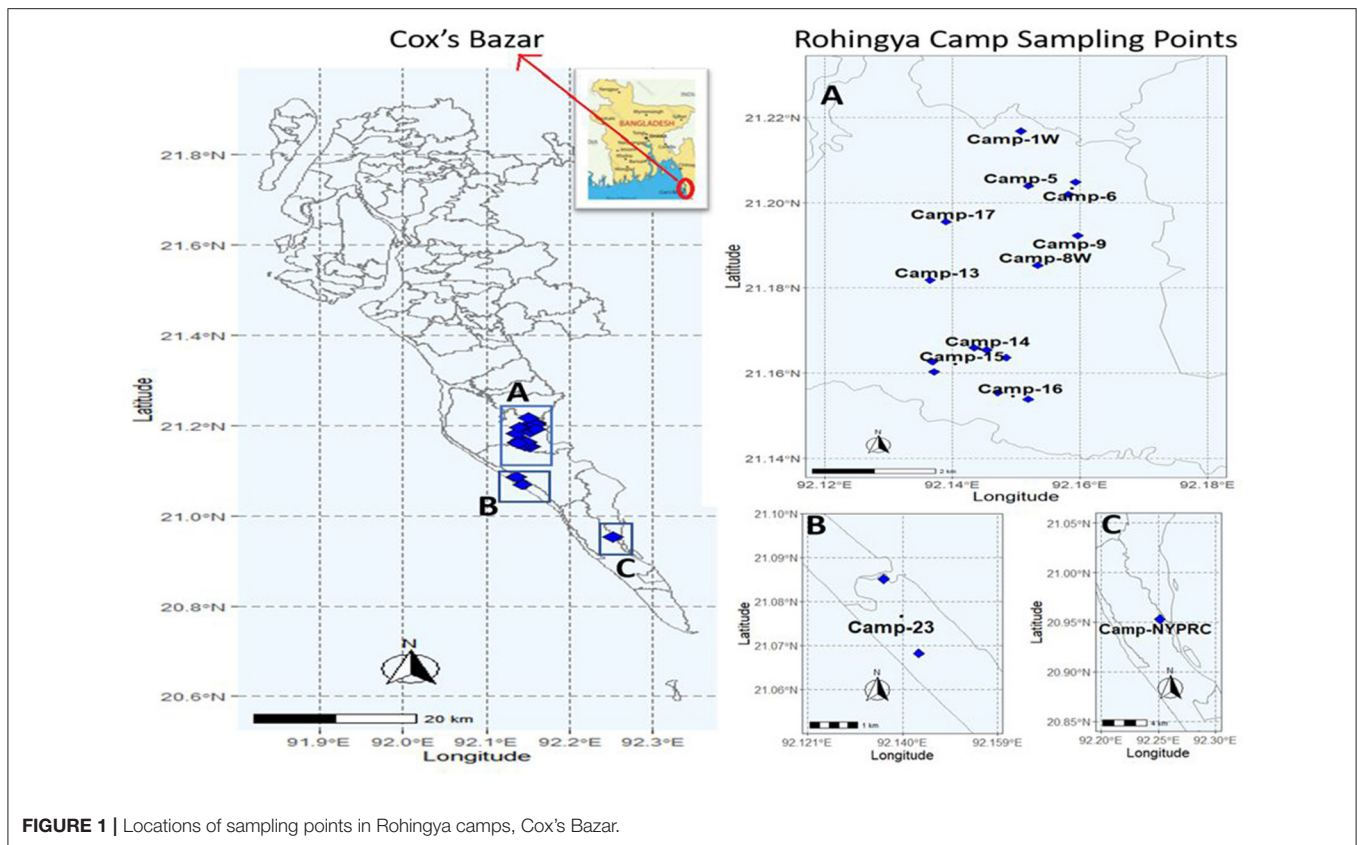 Cox's Bazar
BANGLADESH
21.8°N
21.6°N
21.4°N
21.2°N
21.0°N
20.8°N
20.6°N
Latitude
A
B
C
N
20 km
91.9°E 92.0°E 92.1°E 92.2°E 92.3°E
Longitude
Rohingya Camp Sampling Points
A
21.22°N
21.20°N
21.18°N
21.16°N
21.14°N
Latitude
Camp-1W
Camp-5
Camp-6
Camp-17
Camp-9
Camp-8W
Camp-13
Camp-14
Camp-15
Camp-16
N
2 km
92.12°E 92.14°E 92.16°E 92.18°E
Longitude
B
21.10°N
21.09°N
21.08°N
21.07°N
21.06°N
Latitude
Camp-23
N
1 km
92.121°E 92.140°E 92.159°E
Longitude
C
21.05°N
21.00°N
20.95°N
20.90°N
20.85°N
Latitude
Camp-NYPRC
N
4 km
92.20°E 92.25°E 92.30°E
Longitude
FIGURE 1 | Locations of sampling points in Rohingya camps, Cox's Bazar.